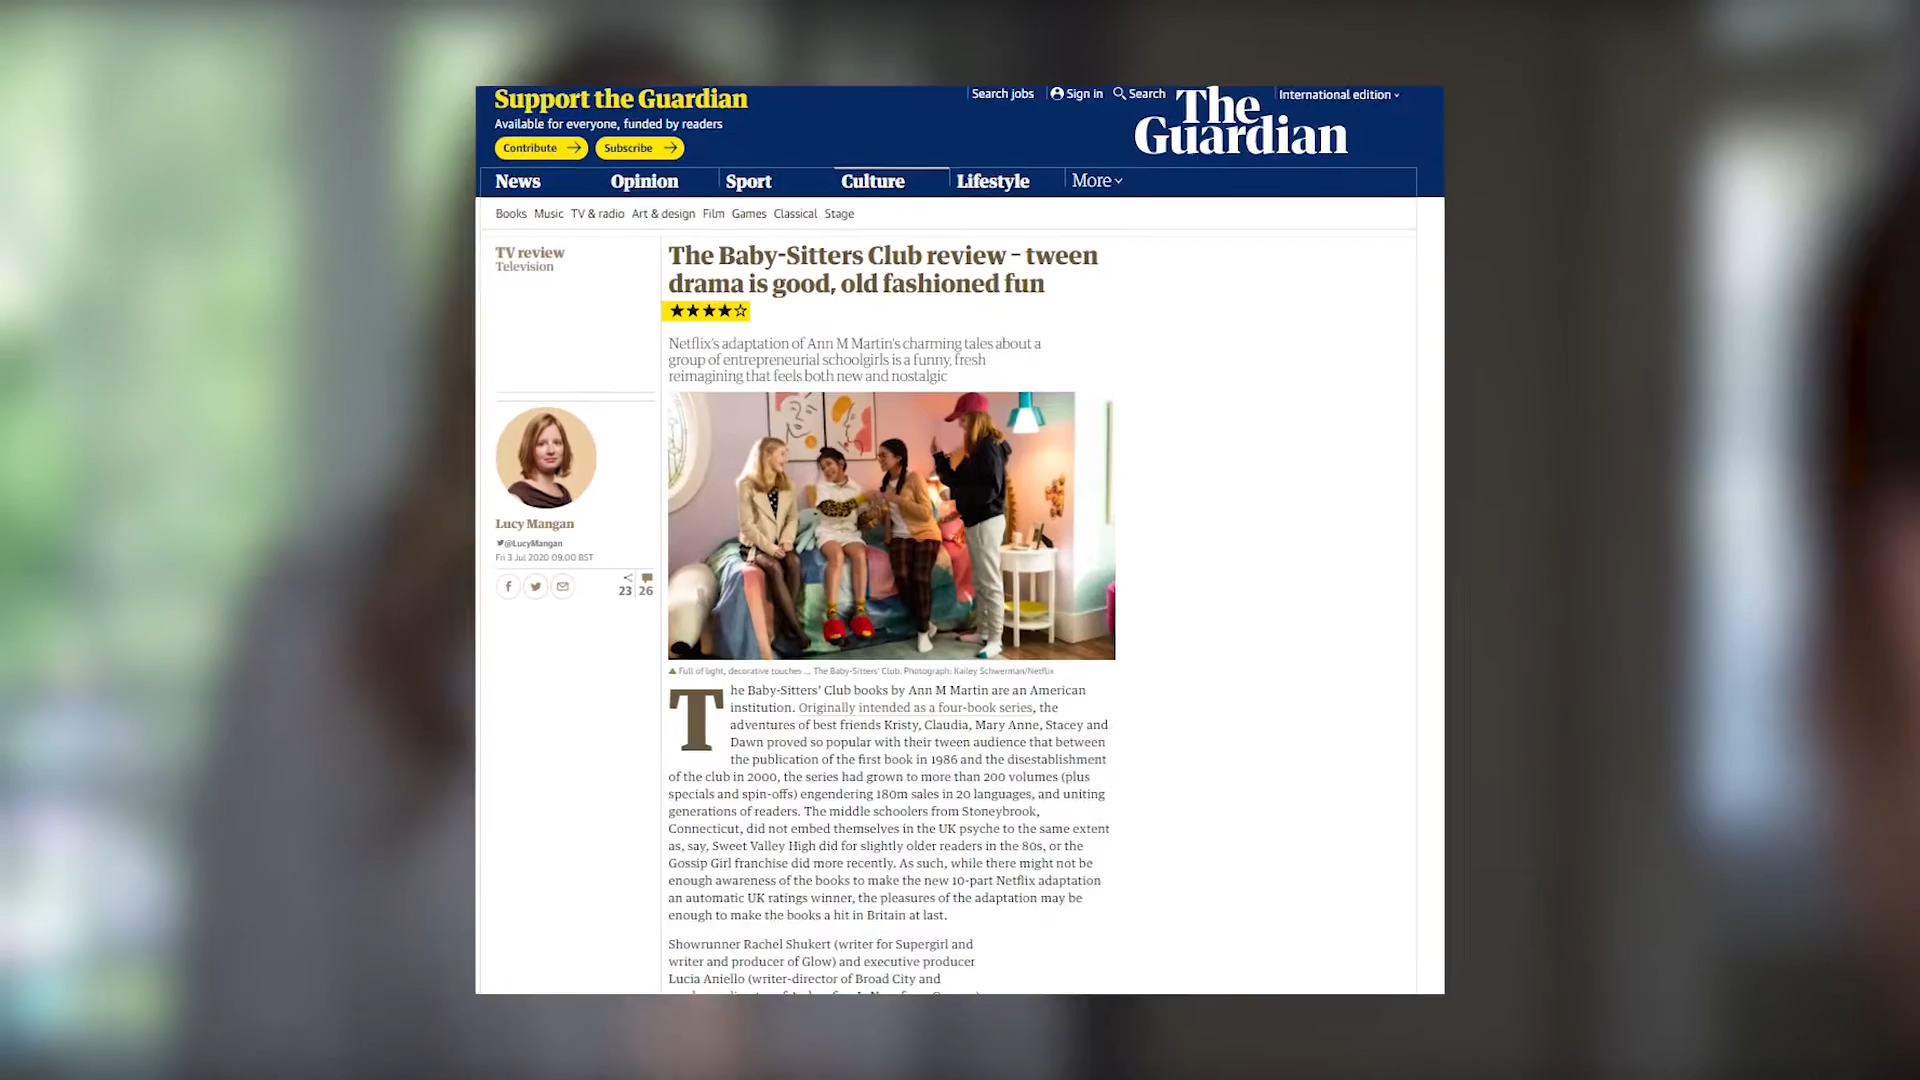 Support the Guardian
Available for everyone, funded by readers
Contribute
Subscribe
Search jobs
Sign in
Search
International edition
The
Guardian
News
Opinion
Sport
Culture
Lifestyle
More
Books Music TV & radio Art & design Film Games Classical Stage
TV review
Television
The Baby-Sitters Club review – tween
drama is good, old fashioned fun
★★★★☆
Netflix's adaptation of Ann M Martin's charming tales about a
group of entrepreneurial schoolgirls is a funny, fresh
reimagining that feels both new and nostalgic
Lucy Mangan
@LucyMangan
Fri 3 Jul 2020 09.00 BST
23
26
Full of light, decorative touches ... The Baby-Sitters' Club. Photograph: Kailey Schwerman/Netflix
The Baby-Sitters' Club books by Ann M Martin are an American
institution. Originally intended as a four-book series, the
adventures of best friends Kristy, Claudia, Mary Anne, Stacey and
Dawn proved so popular with their tween audience that between
the publication of the first book in 1986 and the disestablishment
of the club in 2000, the series had grown to more than 200 volumes (plus
specials and spin-offs) engendering 180m sales in 20 languages, and uniting
generations of readers. The middle schoolers from Stoneybrook,
Connecticut, did not embed themselves in the UK psyche to the same extent
as, say, Sweet Valley High did for slightly older readers in the 80s, or the
Gossip Girl franchise did more recently. As such, while there might not be
enough awareness of the books to make the new 10-part Netflix adaptation
an automatic UK ratings winner, the pleasures of the adaptation may be
enough to make the books a hit in Britain at last.
Showrunner Rachel Shukert (writer for Supergirl and
writer and producer of Glow) and executive producer
Lucia Aniello (writer-director of Broad City and